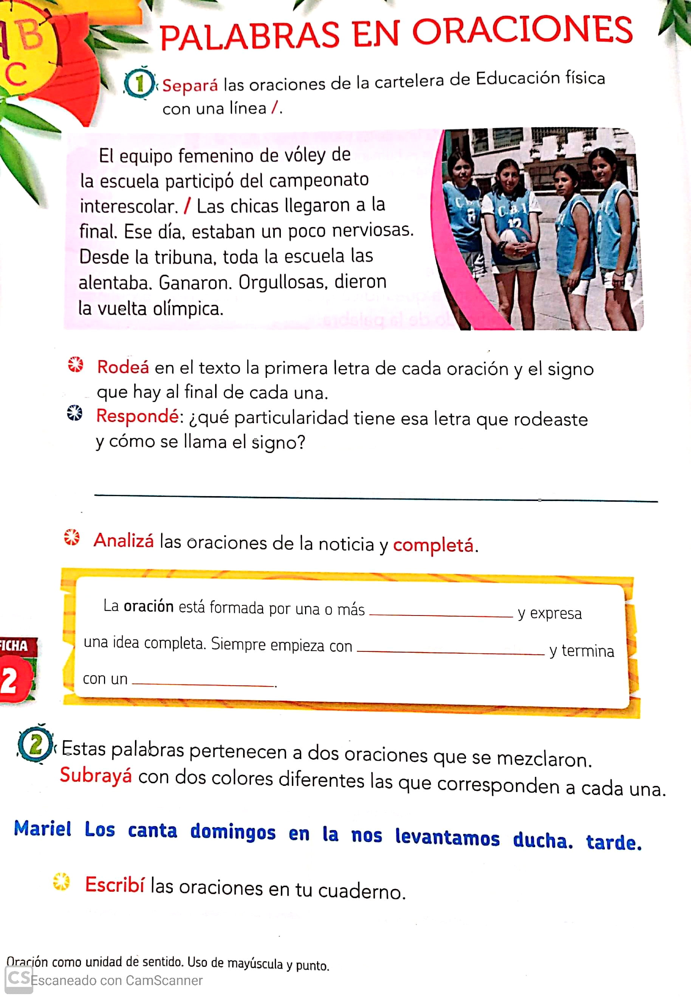 AB
C
PALABRAS EN ORACIONES
1 Separá las oraciones de la cartelera de Educación física
con una línea /.
El equipo femenino de vóley de
la escuela participó del campeonato
interescolar. / Las chicas llegaron a la
final. Ese día, estaban un poco nerviosas.
Desde la tribuna, toda la escuela las
alentaba. Ganaron. Orgullosas, dieron
la vuelta olímpica.
C.B.I
8
12
Rodeá en el texto la primera letra de cada oración y el signo
que hay al final de cada una.
Respondé: ¿qué particularidad tiene esa letra que rodeaste
y cómo se llama el signo?
Analizá las oraciones de la noticia y completá.
La oración está formada por una o más ____ y expresa
una idea completa. Siempre empieza con ____ y termina
con un ____.
FICHA
2
2 Estas palabras pertenecen a dos oraciones que se mezclaron.
Subrayá con dos colores diferentes las que corresponden a cada una.
Mariel Los canta domingos en la nos levantamos ducha. tarde.
Escribí las oraciones en tu cuaderno.
Oración como unidad de sentido. Uso de mayúscula y punto.
CS Escaneado con CamScanner